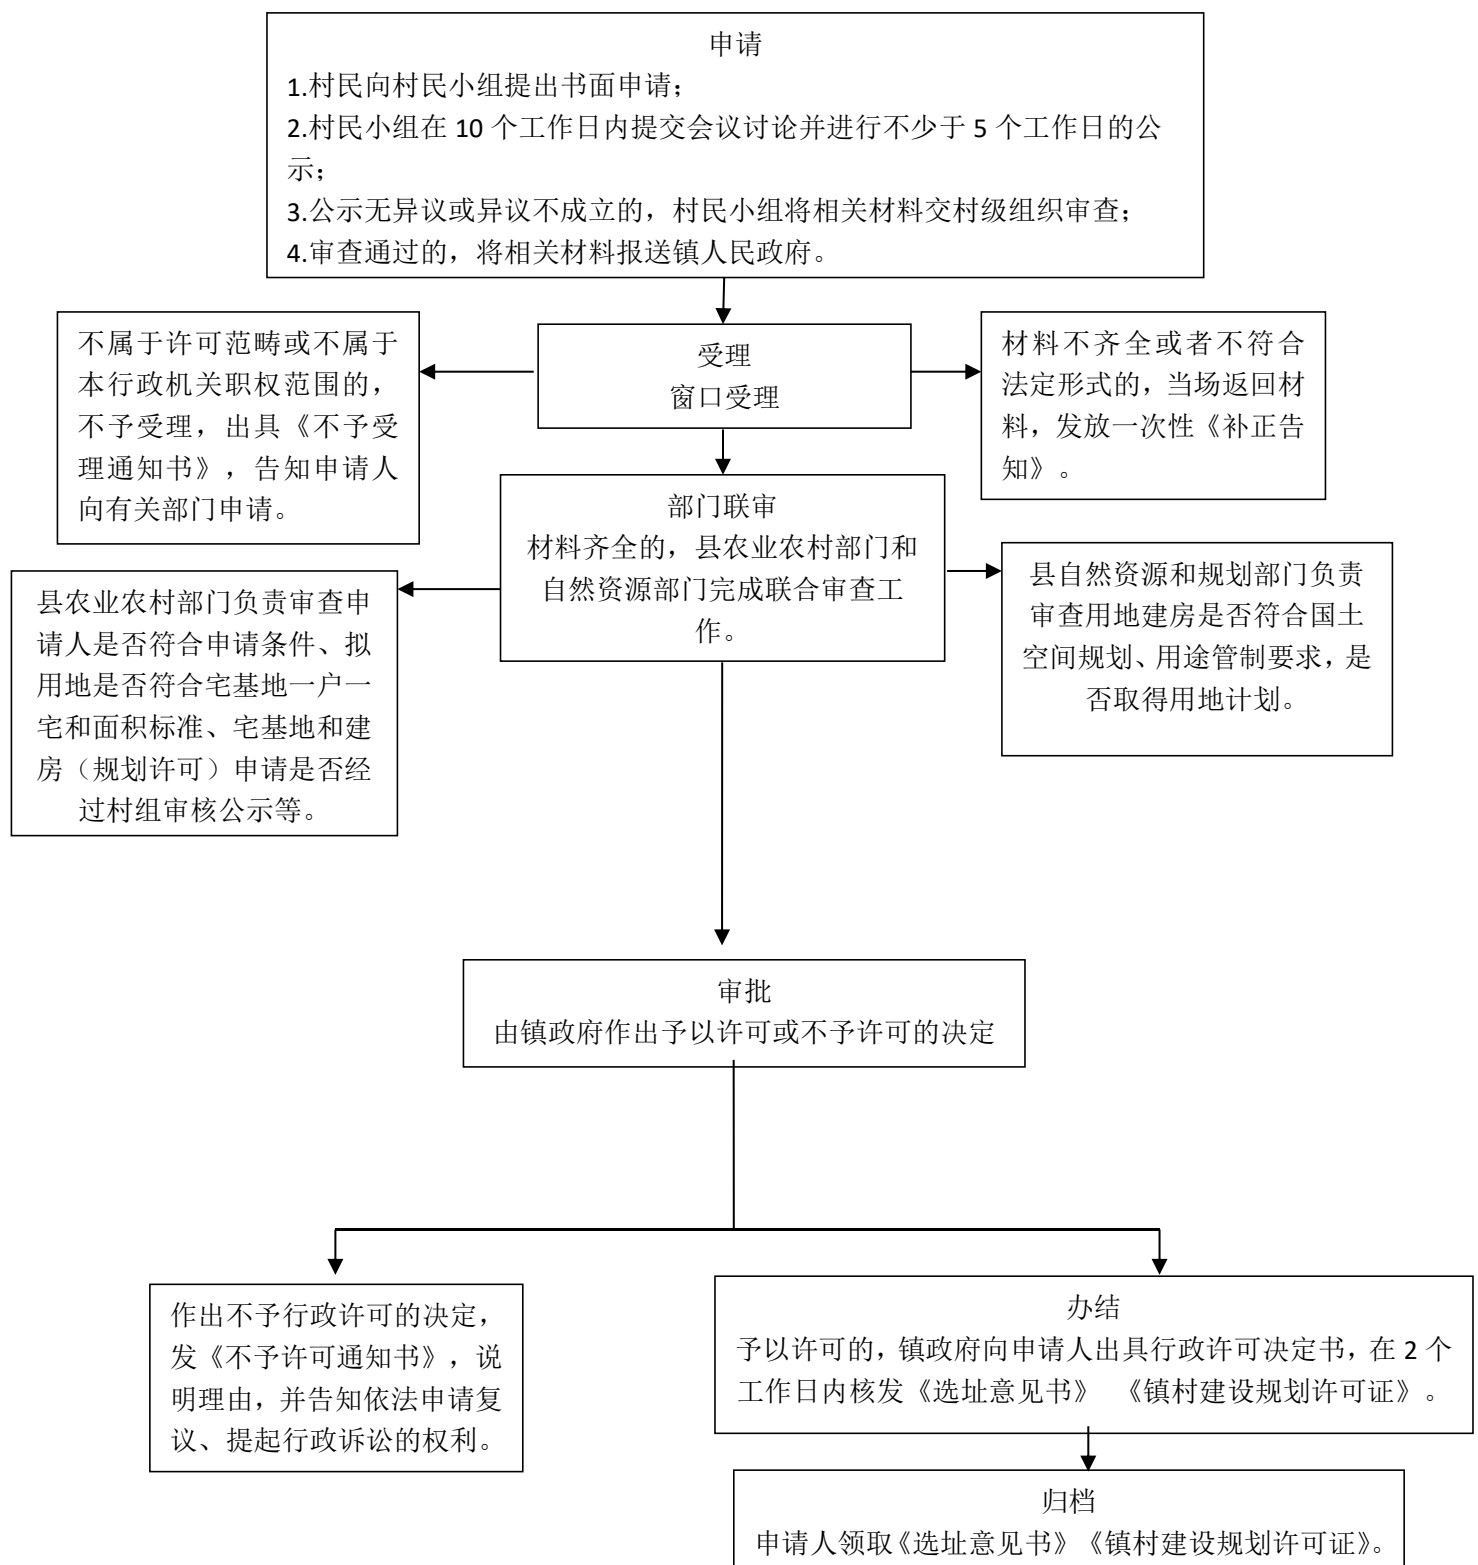 申请
1.村民向村民小组提出书面申请；
2.村民小组在 10 个工作日内提交会议讨论并进行不少于 5 个工作日的公
示；
3.公示无异议或异议不成立的，村民小组将相关材料交村级组织审查；
4.审查通过的，将相关材料报送镇人民政府。
不属于许可范畴或不属于
本行政机关职权范围的，
不予受理，出具《不予受
理通知书》，告知申请人
向有关部门申请。
受理
窗口受理
材料不齐全或者不符合
法定形式的，当场返回材
料，发放一次性《补正告
知》。
部门联审
材料齐全的，县农业农村部门和
自然资源部门完成联合审查工
作。
县农业农村部门负责审查申
请人是否符合申请条件、拟
用地是否符合宅基地一户一
宅和面积标准、宅基地和建
房（规划许可）申请是否经
过村组审核公示等。
县自然资源和规划部门负责
审查用地建房是否符合国土
空间规划、用途管制要求，是
否取得用地计划。
审批
由镇政府作出予以许可或不予许可的决定
作出不予行政许可的决定，
发《不予许可通知书》，说
明理由，并告知依法申请复
议、提起行政诉讼的权利。
办结
予以许可的，镇政府向申请人出具行政许可决定书，在 2 个
工作日内核发《选址意见书》 《镇村建设规划许可证》。
归档
申请人领取《选址意见书》《镇村建设规划许可证》。